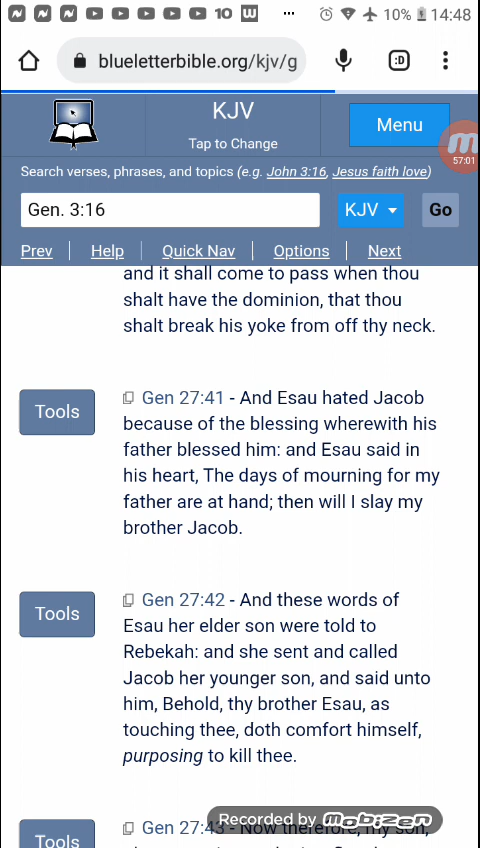 10 W ... 10% 14:48
blueletterbible.org/kjv/g :D
KJV
Tap to Change
Menu
57:01
Search verses, phrases, and topics (e.g. John 3:16, Jesus faith love)
Gen. 3:16 KJV Go
Prev | Help | Quick Nav | Options | Next
and it shall come to pass when thou
shalt have the dominion, that thou
shalt break his yoke from off thy neck.
Tools
Gen 27:41 - And Esau hated Jacob
because of the blessing wherewith his
father blessed him: and Esau said in
his heart, The days of mourning for my
father are at hand; then will I slay my
brother Jacob.
Tools
Gen 27:42 - And these words of
Esau her elder son were told to
Rebekah: and she sent and called
Jacob her younger son, and said unto
him, Behold, thy brother Esau, as
touching thee, doth comfort himself,
purposing to kill thee.
Recorded by Mobizen
Tools
Gen 27:43 - Now therefore, my son,